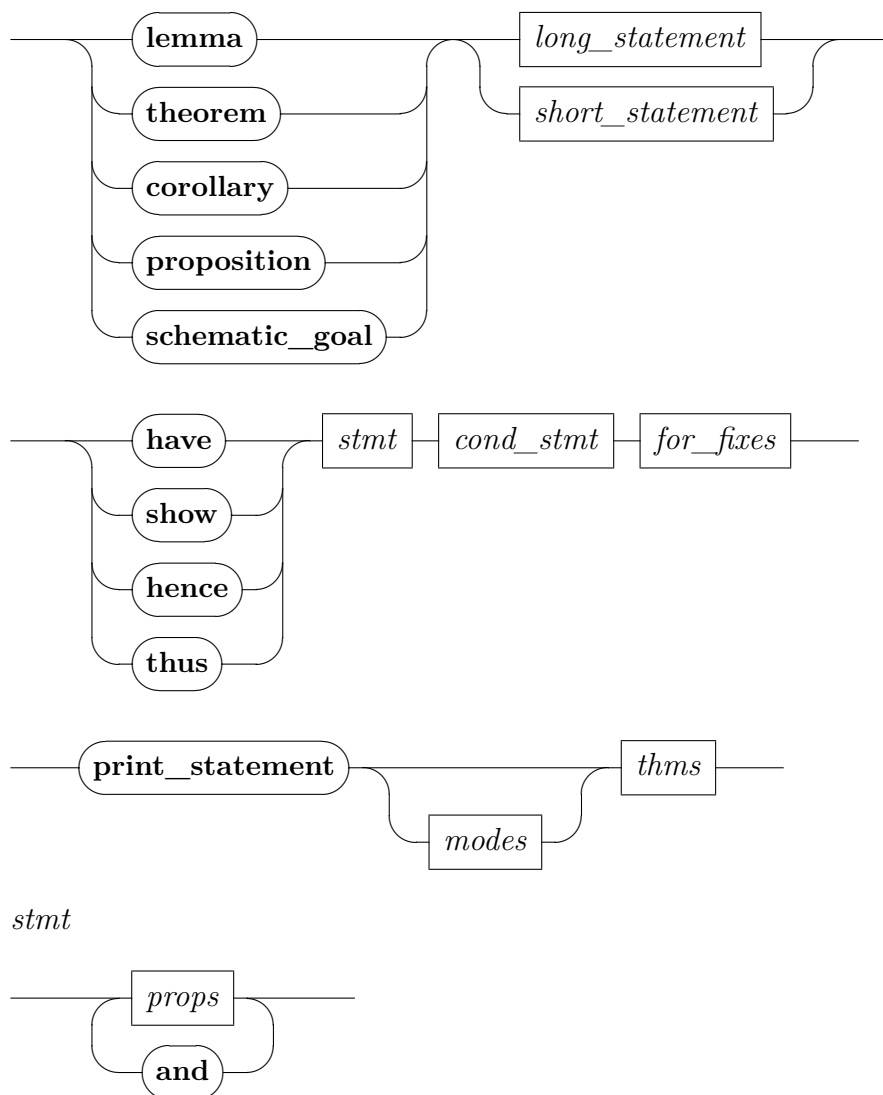 lemma long_statement
theorem short_statement
corollary
proposition
schematic_goal
have stmt cond_stmt for_fixes
show
hence
thus
print_statement thms
modes
stmt
props
and